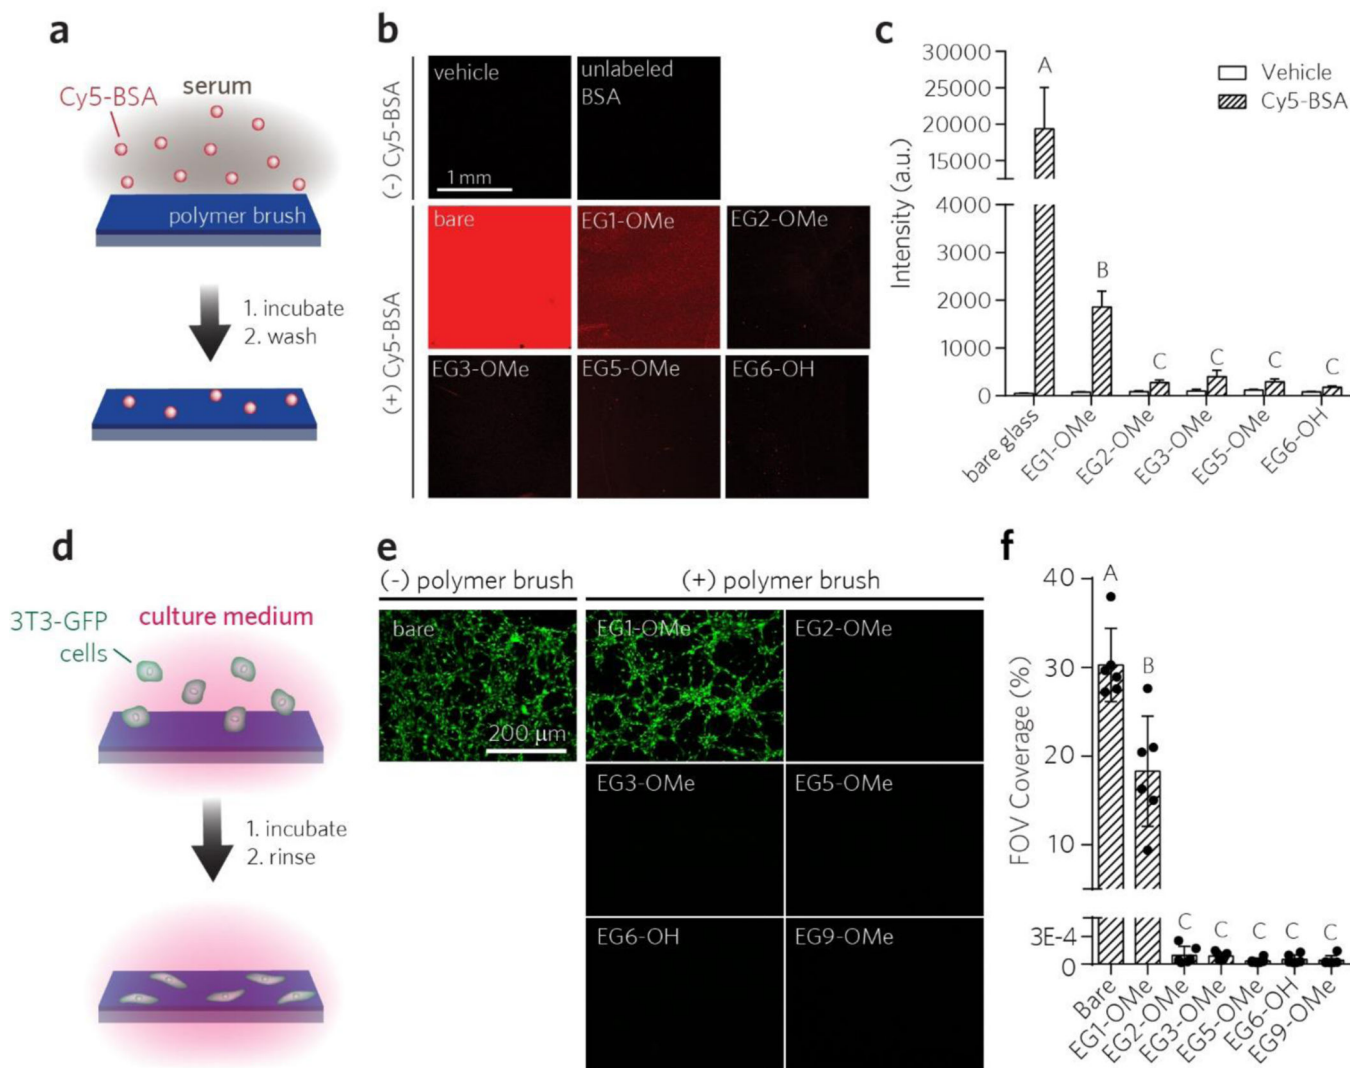 a
serum
Cy5-BSA
polymer brush
1. incubate
2. wash
b
(-) Cy5-BSA
vehicle
1 mm
unlabeled
BSA
(+) Cy5-BSA
bare
EG1-OMe
EG2-OMe
EG3-OMe
EG5-OMe
EG6-OH
c
Intensity (a.u.)
30000
25000
20000
15000
4000
3000
2000
1000
0
A
B
C
C
C
C
Vehicle
Cy5-BSA
bare glass
EG1-OMe
EG2-OMe
EG3-OMe
EG5-OMe
EG6-OH
d
3T3-GFP
cells
culture medium
1. incubate
2. rinse
e
(-) polymer brush
(+) polymer brush
bare
200 μm
EG1-OMe
EG2-OMe
EG3-OMe
EG5-OMe
EG6-OH
EG9-OMe
f
FOV Coverage (%)
40
30
20
10
3E-4
0
A
B
C
C
C
C
C
Bare
EG1-OMe
EG2-OMe
EG3-OMe
EG5-OMe
EG6-OH
EG9-OMe